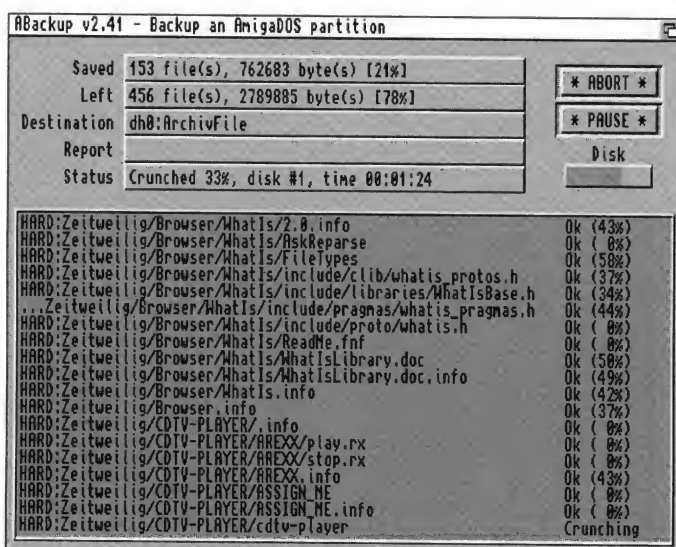 ABackup v2.41 - Backup an AmigaDOS partition
Saved 153 file(s), 762683 byte(s) [21%]
Left 456 file(s), 2789885 byte(s) [78%]
Destination dh0:ArchivFile
Report
Status Crunched 33%, disk #1, time 00:01:24
* ABORT *
* PAUSE *
Disk
HARD:Zeitweilig/Browser/WhatIs/2.0.info Ok (43%)
HARD:Zeitweilig/Browser/WhatIs/AskReparse Ok ( 0%)
HARD:Zeitweilig/Browser/WhatIs/FileTypes Ok (58%)
HARD:Zeitweilig/Browser/WhatIs/include/clib/whatis_protos.h Ok (37%)
HARD:Zeitweilig/Browser/WhatIs/include/libraries/WhatIsBase.h Ok (34%)
...Zeitweilig/Browser/WhatIs/include/pragmas/whatis_pragmas.h Ok (44%)
HARD:Zeitweilig/Browser/WhatIs/include/proto/whatis.h Ok ( 0%)
HARD:Zeitweilig/Browser/WhatIs/ReadMe.fnf Ok ( 0%)
HARD:Zeitweilig/Browser/WhatIs/WhatIsLibrary.doc Ok (50%)
HARD:Zeitweilig/Browser/WhatIs/WhatIsLibrary.doc.info Ok (49%)
HARD:Zeitweilig/Browser/WhatIs.info Ok (42%)
HARD:Zeitweilig/Browser.info Ok (37%)
HARD:Zeitweilig/CDTV-PLAYER/.info Ok ( 0%)
HARD:Zeitweilig/CDTV-PLAYER/AREXX/play.rx Ok ( 0%)
HARD:Zeitweilig/CDTV-PLAYER/AREXX/stop.rx Ok ( 0%)
HARD:Zeitweilig/CDTV-PLAYER/AREXX.info Ok (43%)
HARD:Zeitweilig/CDTV-PLAYER/ASSIGN_ME Ok ( 0%)
HARD:Zeitweilig/CDTV-PLAYER/ASSIGN_ME.info Ok ( 0%)
HARD:Zeitweilig/CDTV-PLAYER/cdtv-player Crunching